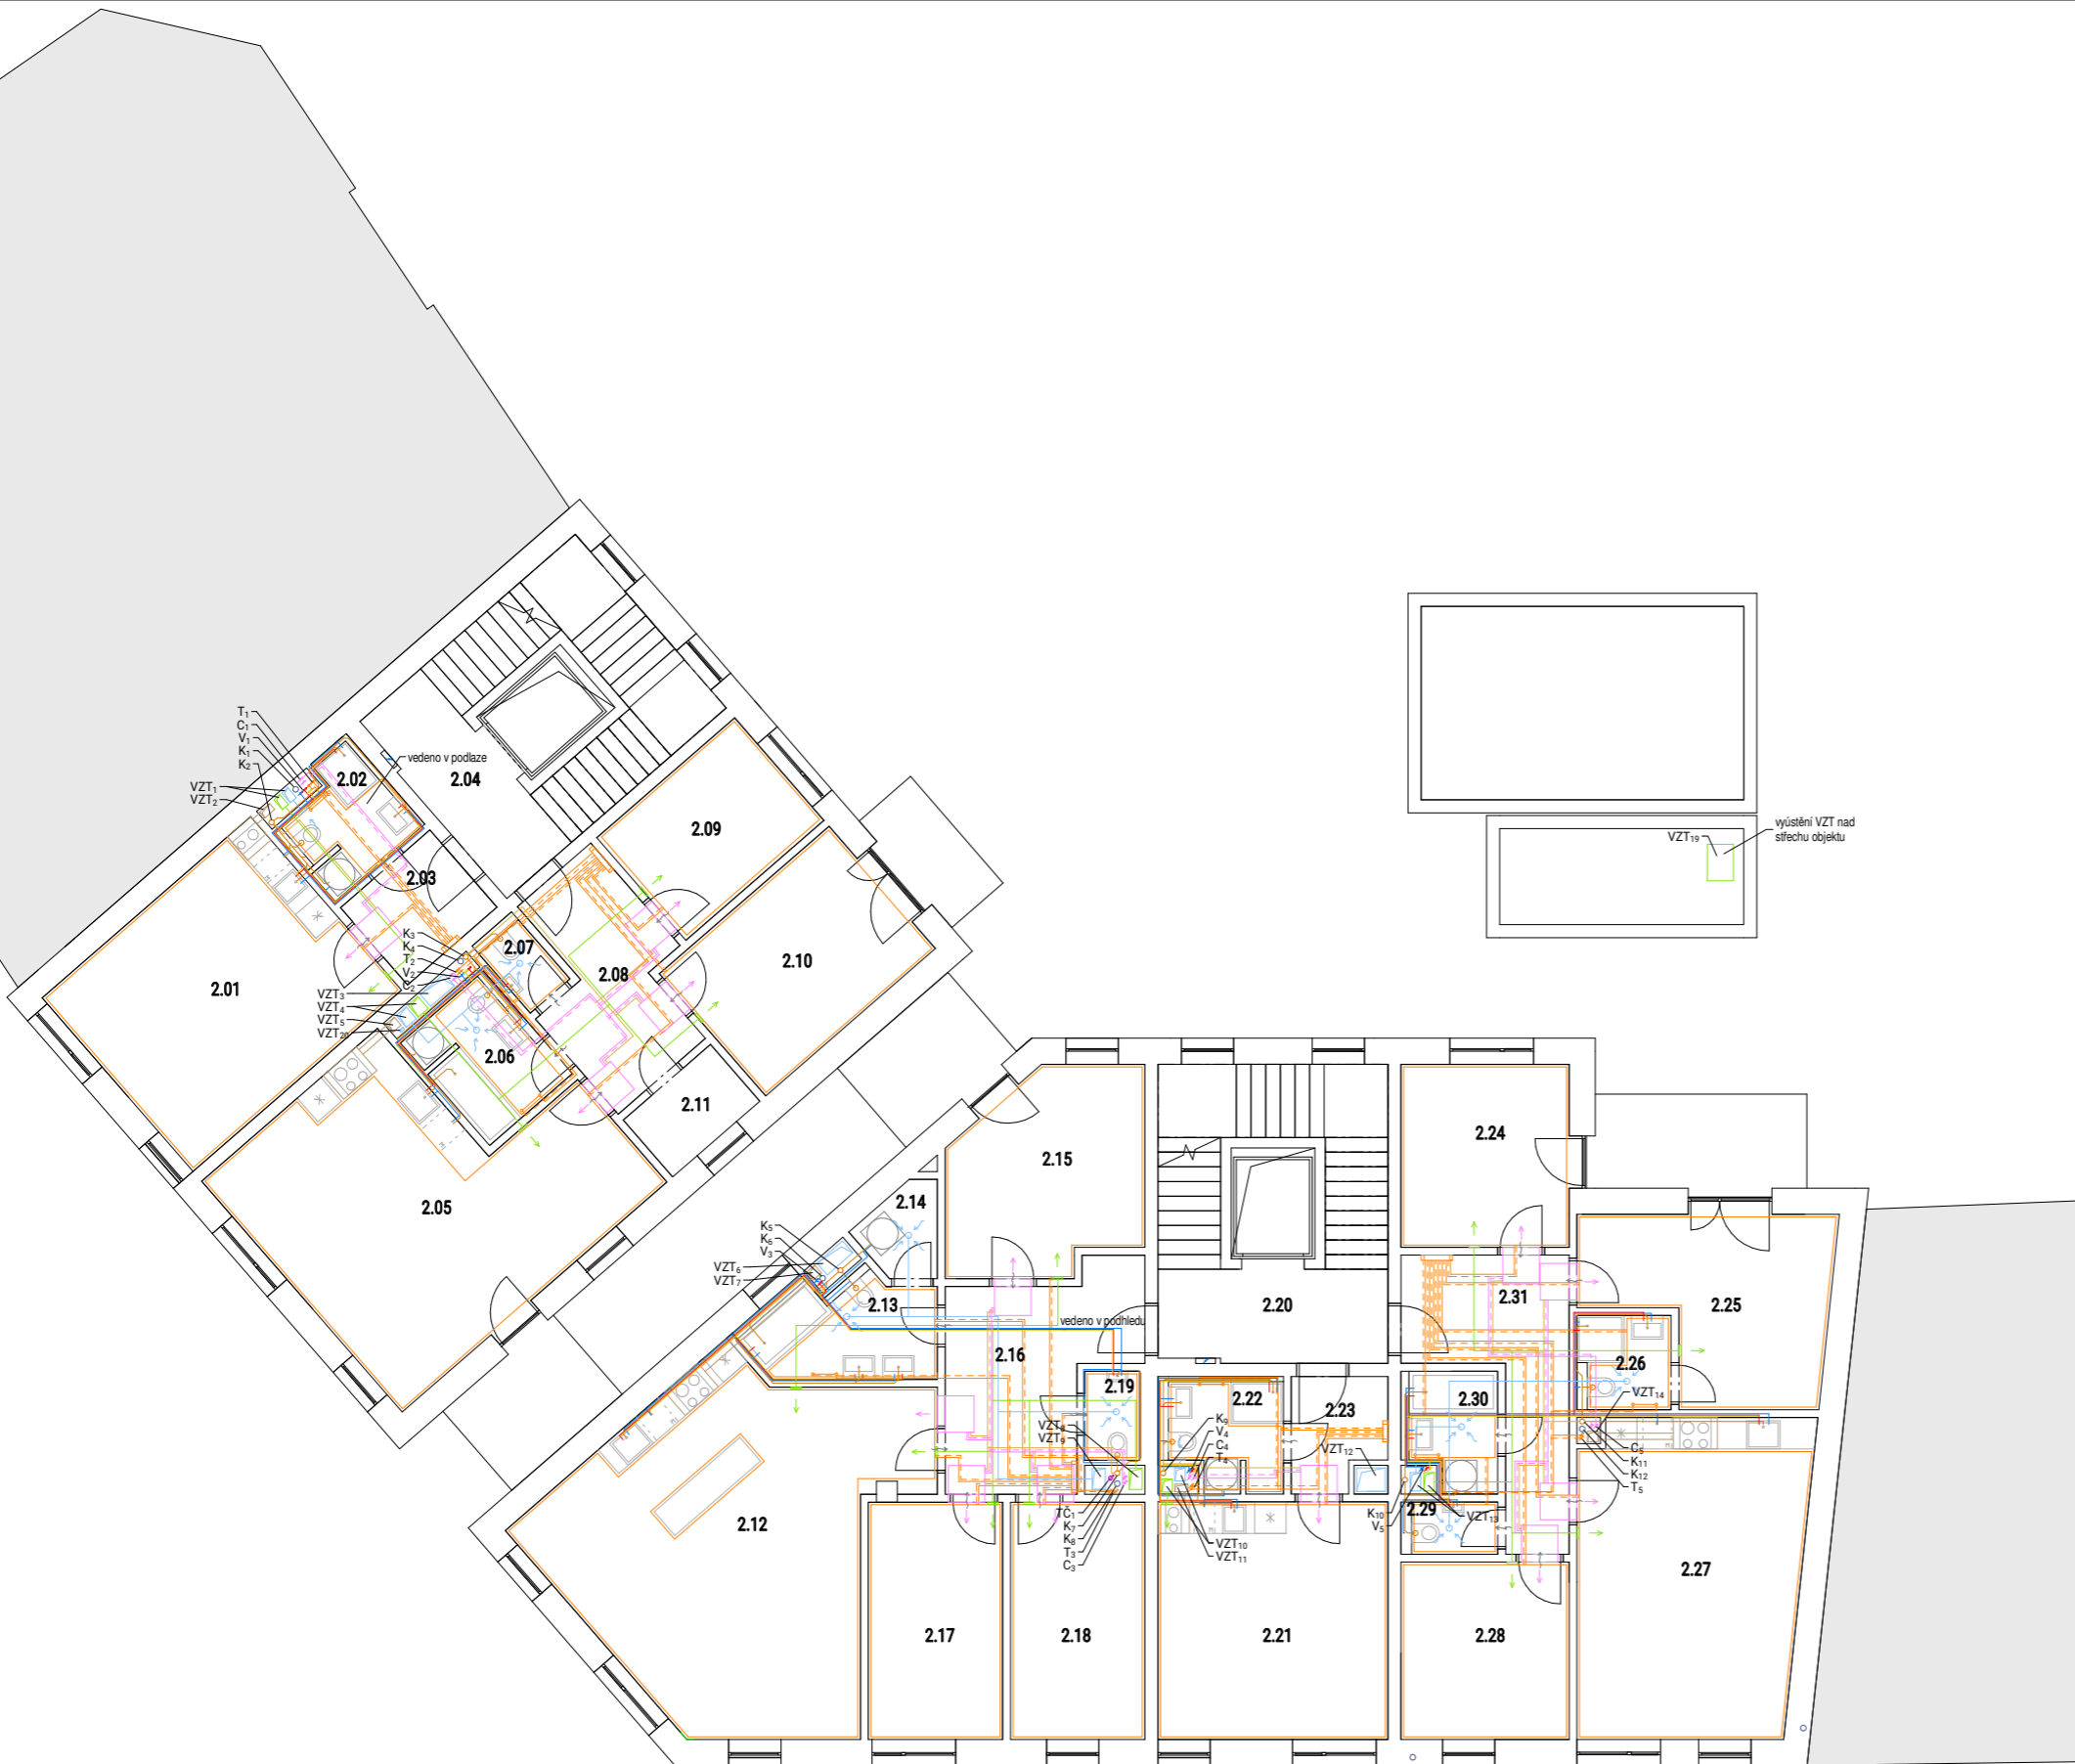 T₁
C₁
V₁
K₁
K₂
VZT₁
VZT₂
vedeno v podlaze
2.02
2.04
2.03
2.09
VZT₁₉
vyústění VZT nad
střechu objektu
K₃
K₄
T₂
V₂
C₂
VZT₃
VZT₄
VZT₅
VZT₂₀
2.01
2.07
2.08
2.10
2.06
2.11
2.05
2.15
2.24
2.14
K₅
K₆
V₃
VZT₆
VZT₇
2.13
vedeno v podhledu
2.16
2.20
2.31
2.25
2.26
VZT₁₄
2.19
2.22
2.23
2.30
K₉
V₄
C₄
T₄
VZT₈
VZT₉
VZT₁₂
C₅
K₁₁
K₁₂
T₅
TČ₁
K₇
K₈
T₃
C₃
VZT₁₀
VZT₁₁
K₁₀
V₅
2.29
VZT₁₃
2.12
2.27
2.17
2.18
2.21
2.28